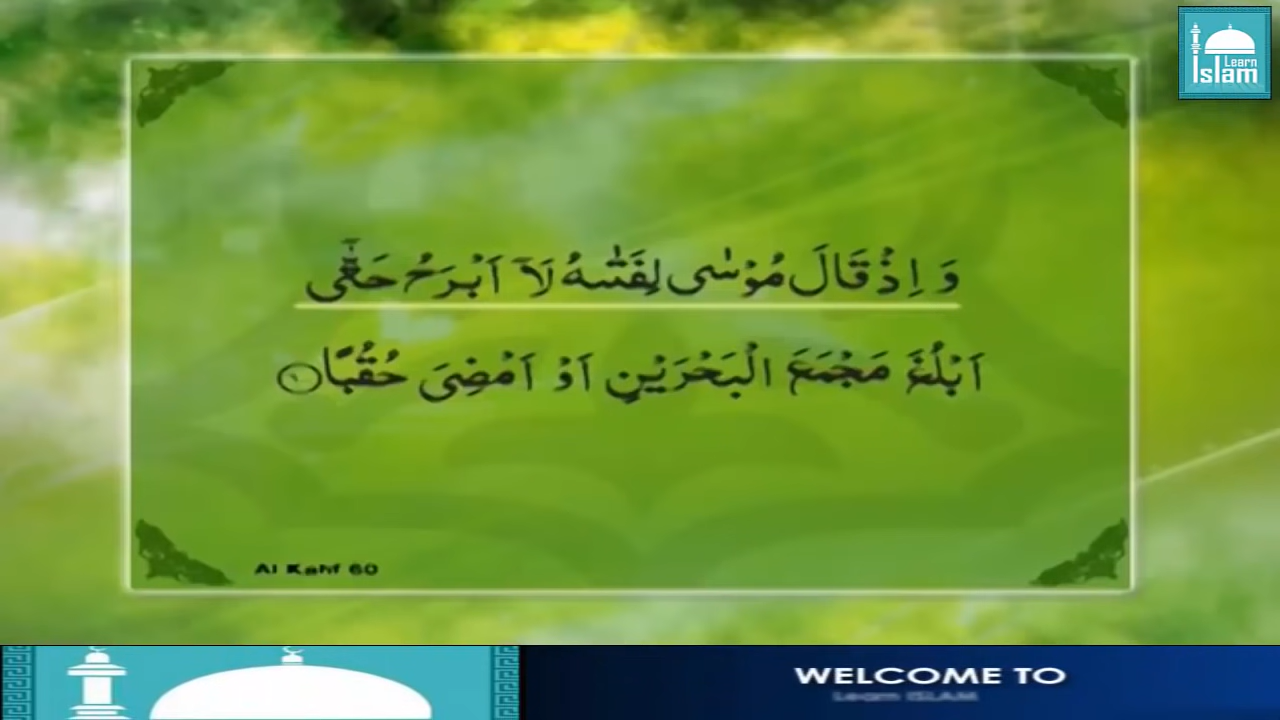 Learn
Islam
وَ اِذْ قَالَ مُوْسٰى لِفَتٰىهُ لَاۤ اَبْرَحُ حَتّٰۤى
اَبْلُغَ مَجْمَعَ الْبَحْرَيْنِ اَوْ اَمْضِىَ حُقُبًا
Al Kahf 60
WELCOME TO
Learn ISLAM